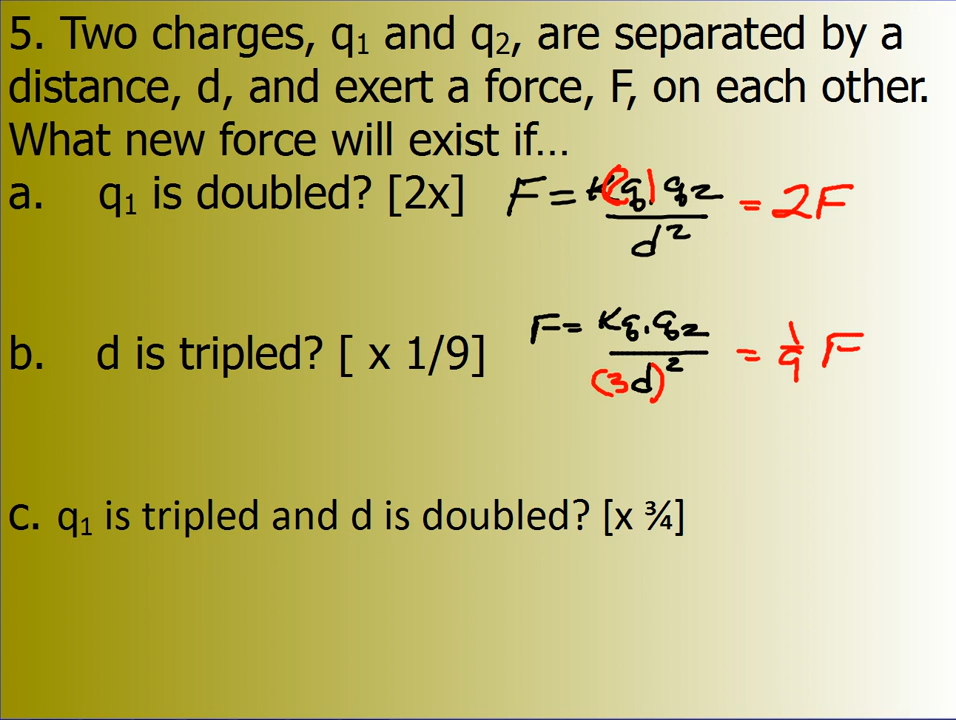 5. Two charges, q₁ and q₂, are separated by a
distance, d, and exert a force, F, on each other.
What new force will exist if…
a. q₁ is doubled? [2x] F = K(2q₁)q₂ / d² = 2F
b. d is tripled? [ x 1/9] F = Kq₁q₂ / (3d)² = 1/9 F
c. q₁ is tripled and d is doubled? [x ¾]